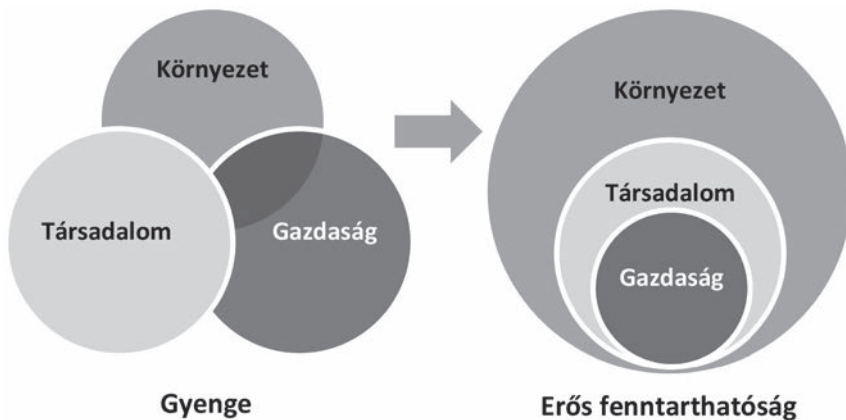 Környezet
Társadalom
Gazdaság
Gyenge
Környezet
Társadalom
Gazdaság
Erős fenntarthatóság